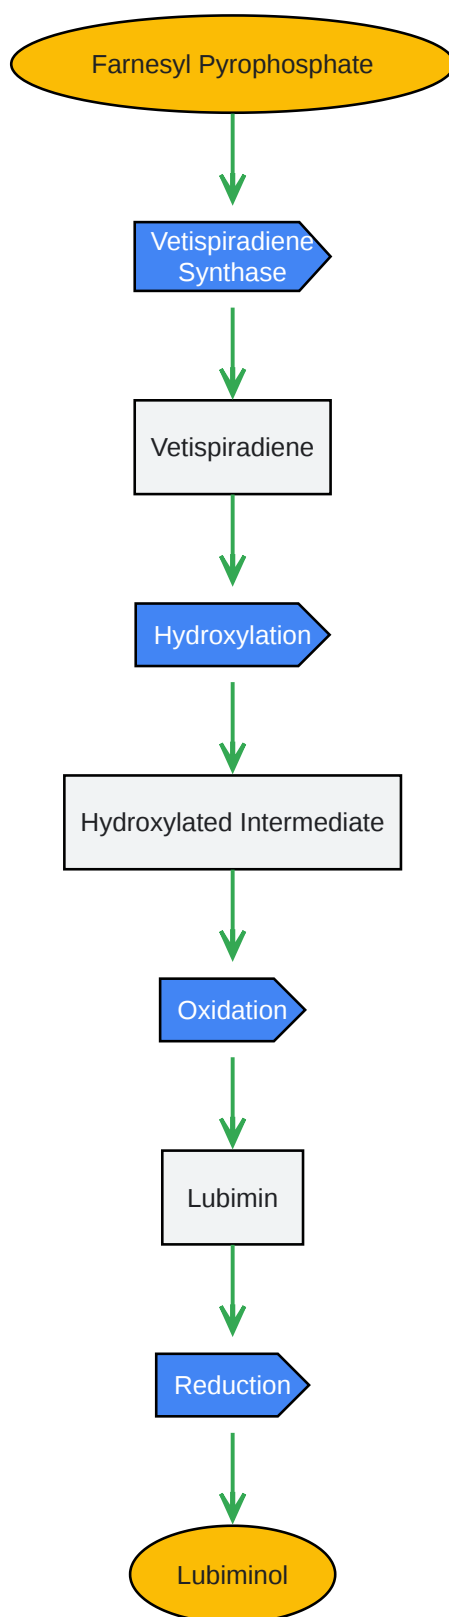 Farnesyl Pyrophosphate
Vetispiradiene
Synthase
Vetispiradiene
Hydroxylation
Hydroxylated Intermediate
Oxidation
Lubimin
Reduction
Lubiminol